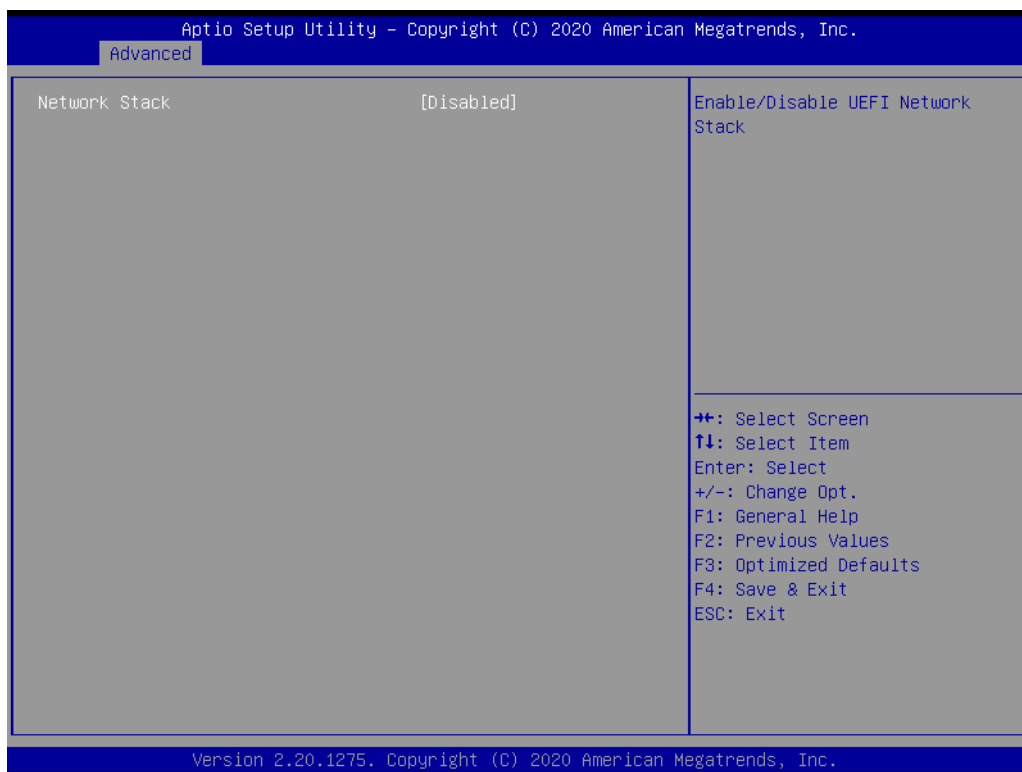 Aptio Setup Utility – Copyright (C) 2020 American Megatrends, Inc.
Advanced
Network Stack [Disabled]
Enable/Disable UEFI Network
Stack
→←: Select Screen
↑↓: Select Item
Enter: Select
+/-: Change Opt.
F1: General Help
F2: Previous Values
F3: Optimized Defaults
F4: Save & Exit
ESC: Exit
Version 2.20.1275. Copyright (C) 2020 American Megatrends, Inc.